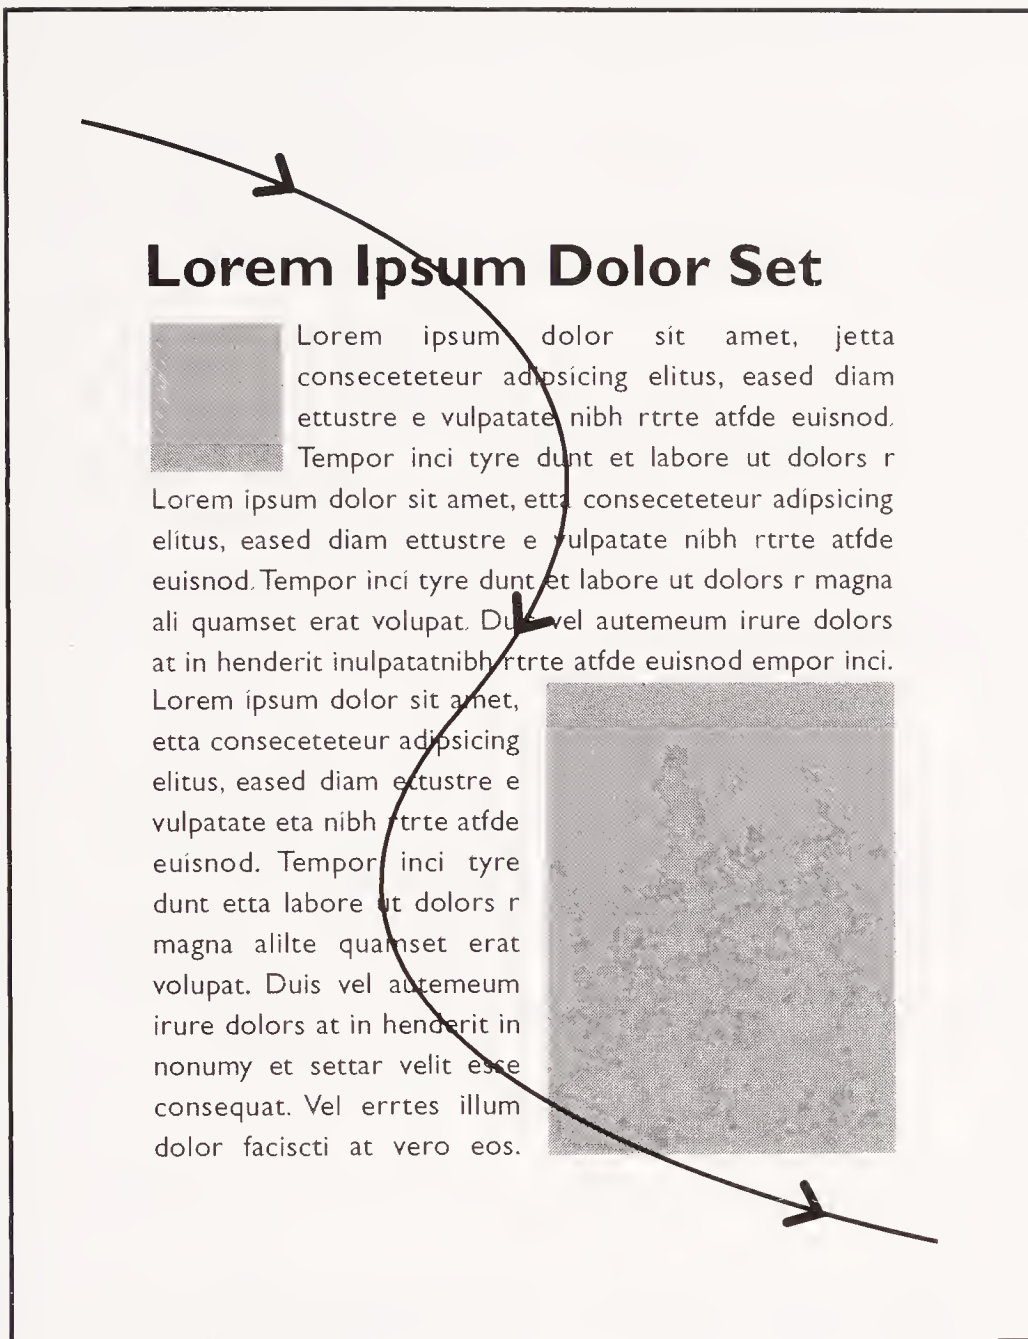 Lorem Ipsum Dolor Set
Lorem ipsum dolor sit amet, jetta
conseceteteur adipsicing elitus, eased diam
ettustre e vulpatate nibh rtrte atfde euisnod.
Tempor inci tyre dunt et labore ut dolors r
Lorem ipsum dolor sit amet, etta conseceteteur adipsicing
elitus, eased diam ettustre e vulpatate nibh rtrte atfde
euisnod. Tempor inci tyre dunt et labore ut dolors r magna
ali quamset erat volupat. Duis vel autemeum irure dolors
at in henderit inulpatatnibh rtrte atfde euisnod empor inci.
Lorem ipsum dolor sit amet,
etta conseceteteur adipsicing
elitus, eased diam ettustre e
vulpatate eta nibh rtrte atfde
euisnod. Tempor inci tyre
dunt etta labore ut dolors r
magna alilte quamset erat
volupat. Duis vel autemeum
irure dolors at in henderit in
nonumy et settar velit esse
consequat. Vel errtes illum
dolor faciscti at vero eos.